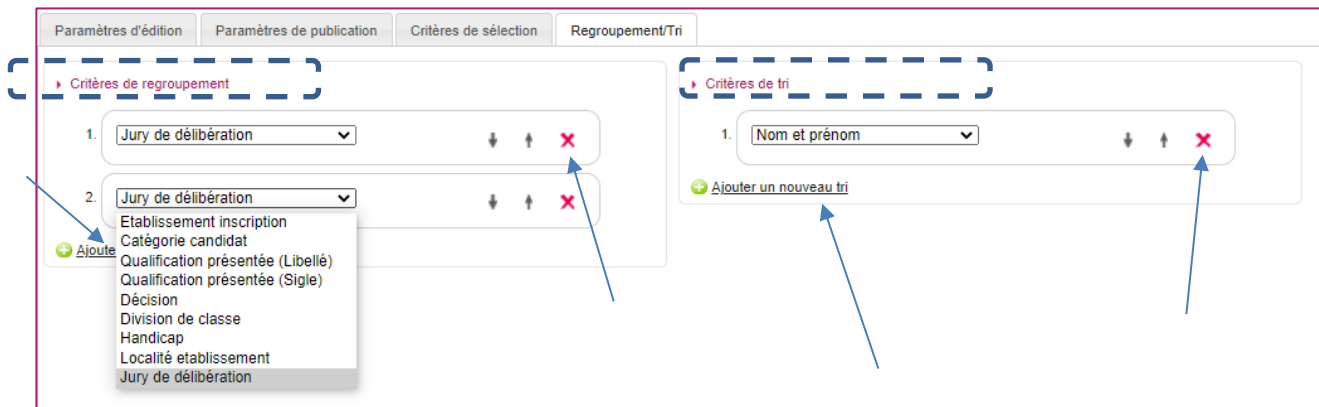 Paramètres d'édition Paramètres de publication Critères de sélection Regroupement/Tri
Critères de regroupement
1. Jury de délibération
2. Jury de délibération
Etablissement inscription
Catégorie candidat
Qualification présentée (Libellé)
Qualification présentée (Sigle)
Décision
Division de classe
Handicap
Localité etablissement
Jury de délibération
Ajoute
Critères de tri
1. Nom et prénom
Ajouter un nouveau tri